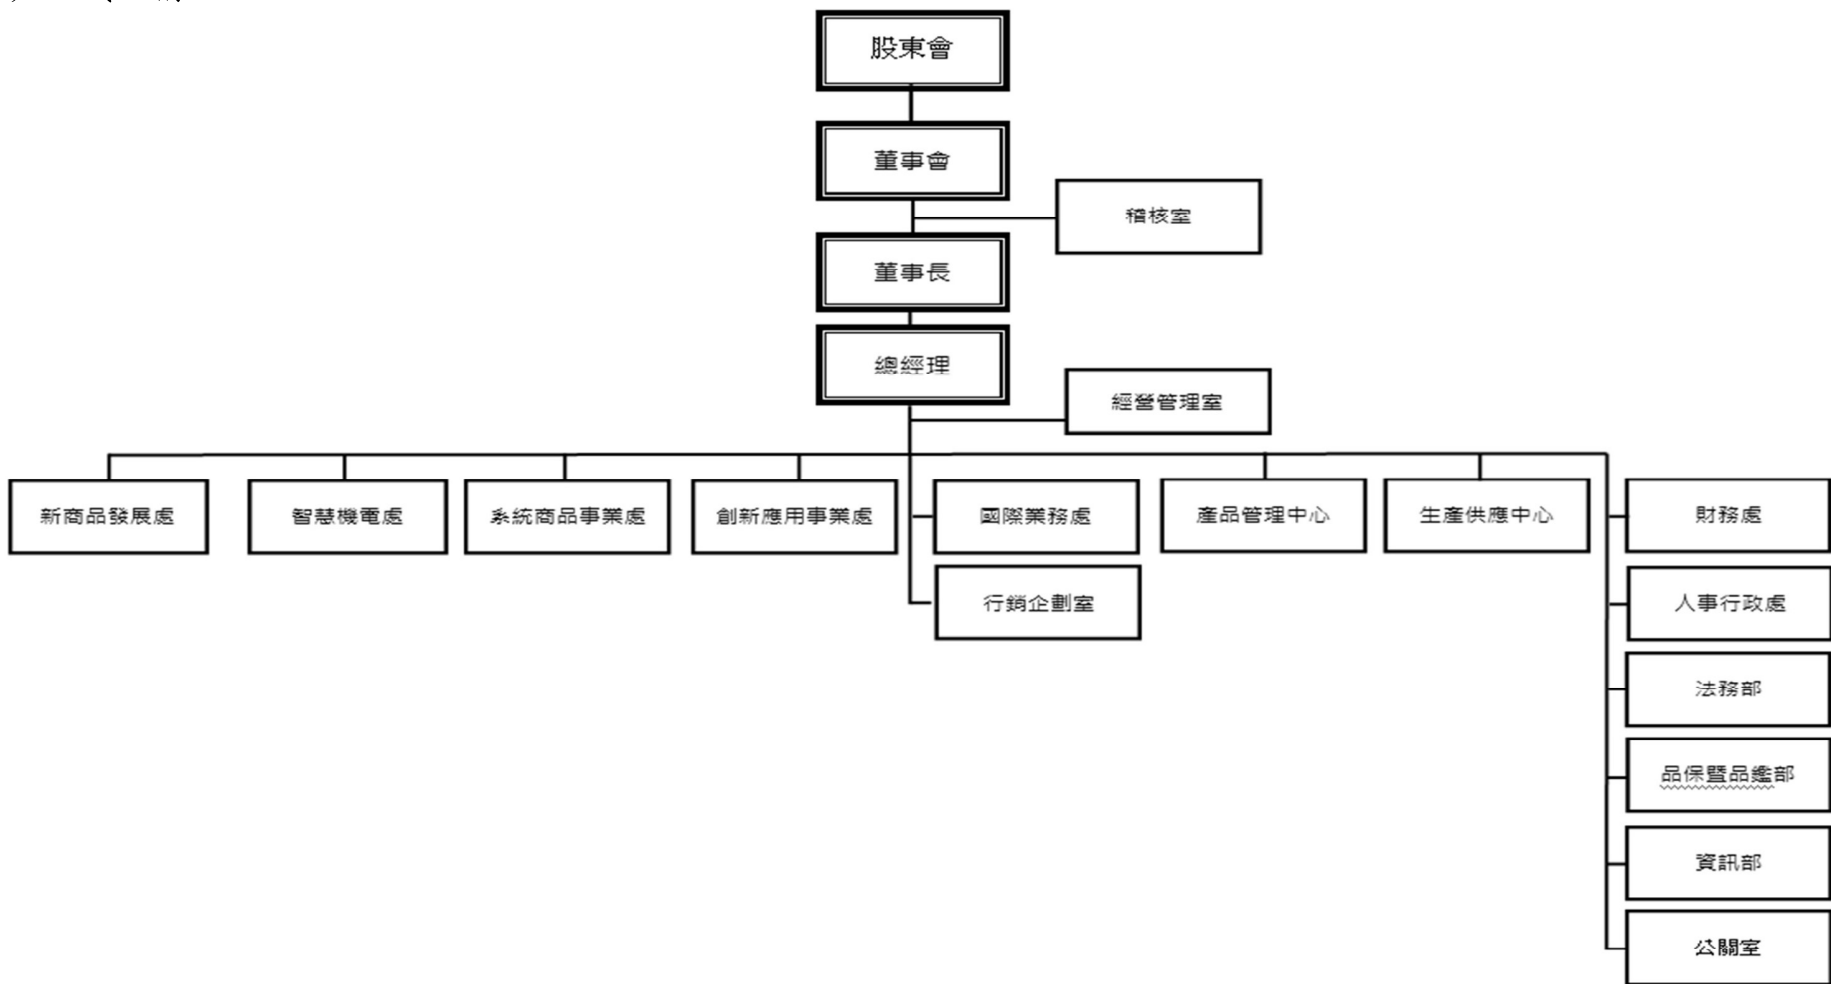 股東會
董事會
稽核室
董事長
總經理
經營管理室
新商品發展處
智慧機電處
系統商品事業處
創新應用事業處
國際業務處
產品管理中心
生產供應中心
財務處
行銷企劃室
人事行政處
法務部
品保暨品鑑部
資訊部
公關室